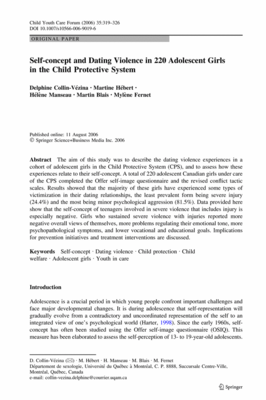 Child Youth Care Forum (2006) 35:319–326
DOI 10.1007/s10566-006-9019-6
ORIGINAL PAPER
Self-concept and Dating Violence in 220 Adolescent Girls
in the Child Protective System
Delphine Collin-Vézina · Martine Hébert ·
Hélène Manseau · Martin Blais · Mylène Fernet
Published online: 11 August 2006
© Springer Science+Business Media Inc. 2006
Abstract The aim of this study was to describe the dating violence experiences in a
cohort of adolescent girls in the Child Protective System (CPS), and to assess how these
experiences relate to their self-concept. A total of 220 adolescent Canadian girls under care
of the CPS completed the Offer self-image questionnaire and the revised conflict tactic
scales. Results showed that the majority of these girls have experienced some types of
victimization in their dating relationships, the least prevalent form being severe injury
(24.4%) and the most being minor psychological aggression (81.5%). Data provided here
show that the self-concept of teenagers involved in severe violence that includes injury is
especially negative. Girls who sustained severe violence with injuries reported more
negative overall views of themselves, more problems regulating their emotional tone, more
psychopathological symptoms, and lower vocational and educational goals. Implications
for prevention initiatives and treatment interventions are discussed.
Keywords Self-concept · Dating violence · Child protection · Child
welfare · Adolescent girls · Youth in care
Introduction
Adolescence is a crucial period in which young people confront important challenges and
face major developmental changes. It is during adolescence that self-representation will
gradually evolve from a contradictory and uncoordinated representation of the self to an
integrated view of one's psychological world (Harter, 1998). Since the early 1960s, self-
concept has often been studied using the Offer self-image questionnaire (OSIQ). This
measure has been elaborated to assess the self-perception of 13- to 19-year-old adolescents.
D. Collin-Vézina · M. Hébert · H. Manseau · M. Blais · M. Fernet
Département de sexologie, Université du Québec à Montréal, C. P. 8888, Succursale Centre-Ville,
Montréal, Québec, Canada
e-mail: collin-vezina.delphine@courrier.uqam.ca
Springer